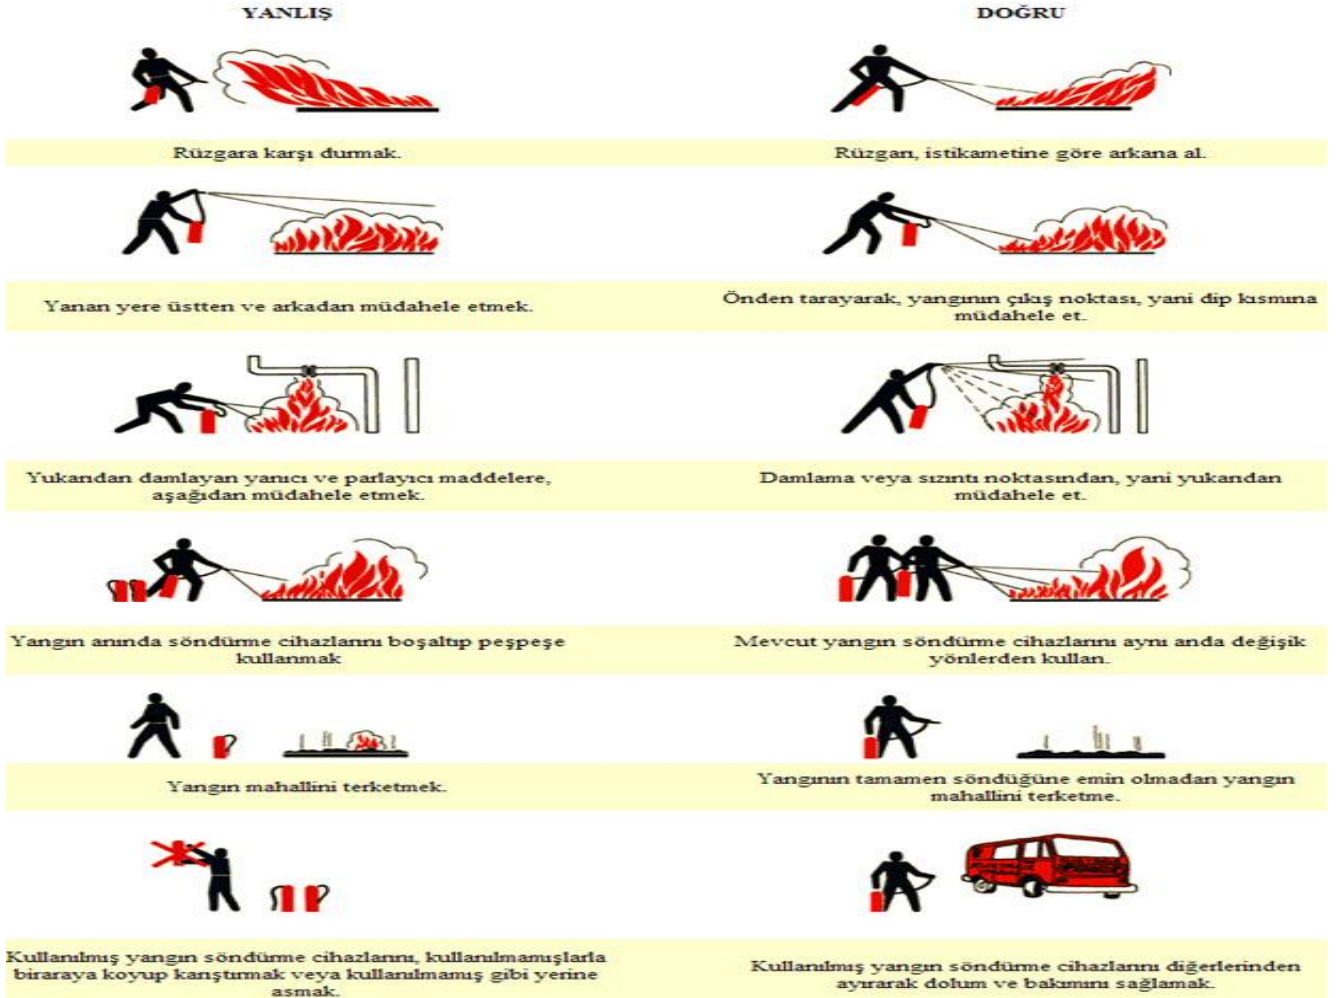 YANLIŞ
DOĞRU
Rüzgara karşı durmak.
Rüzgarı, istikametine göre arkana al.
Yanan yere üstten ve arkadan müdahele etmek.
Önden tarayarak, yangının çıkış noktası, yani dip kısmına
müdahele et.
Yukarıdan damlayan yanıcı ve parlayıcı maddelere,
aşağıdan müdahele etmek.
Damlama veya sızıntı noktasından, yani yukarıdan
müdahele et.
Yangın anında söndürme cihazlarını boşaltıp peşpeşe
kullanmak
Mevcut yangın söndürme cihazlarını aynı anda değişik
yönlerden kullan.
Yangın mahallini terketmek.
Yangının tamamen söndüğüne emin olmadan yangın
mahallini terketme.
Kullanılmış yangın söndürme cihazlarını, kullanılmamışlarla
biraraya koyup karıştırmak veya kullanılmamış gibi yerine
asmak.
Kullanılmış yangın söndürme cihazlarını diğerlerinden
ayırarak dolum ve bakımını sağlamak.